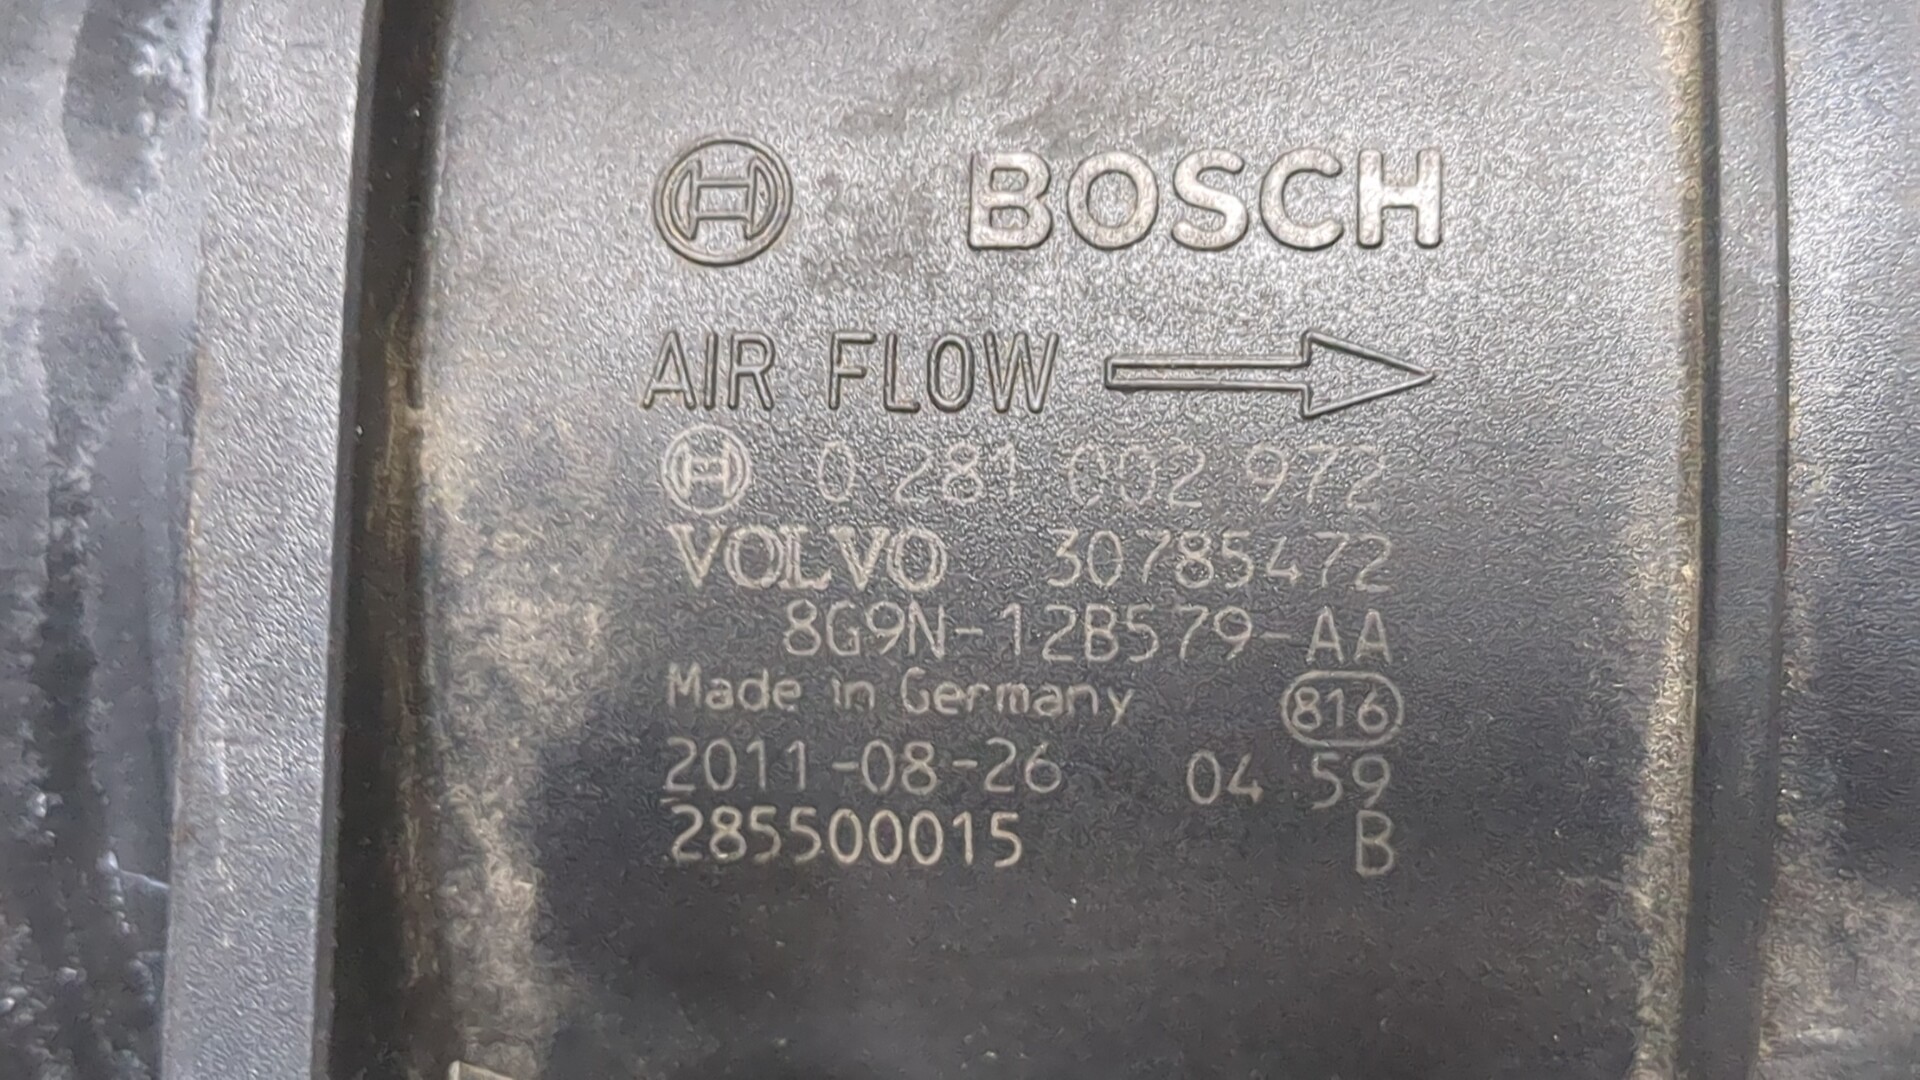 BOSCH
AIR FLOW
0 281 002 972
VOLVO 30785472
8G9N-12B579-AA
Made in Germany 816
2011-08-26 04 59
285500015 B